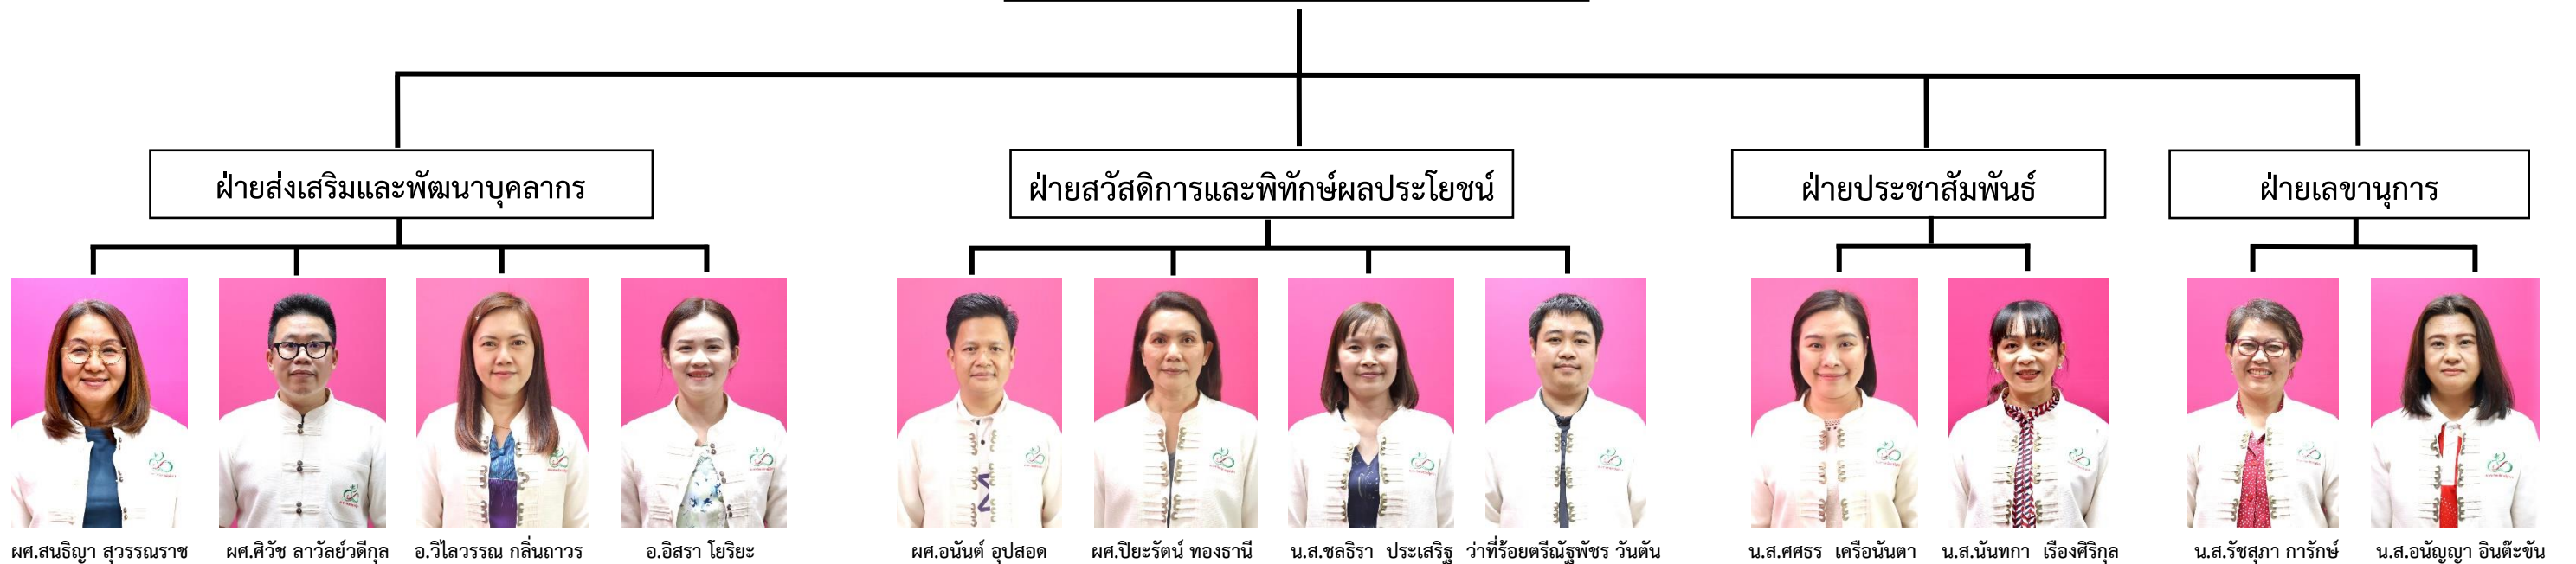 ฝ่ายส่งเสริมและพัฒนาบุคลากร
ฝ่ายสวัสดิการและพิทักษ์ผลประโยชน์
ฝ่ายประชาสัมพันธ์
ฝ่ายเลขานุการ
ผศ.สนธิญา สุวรรณราช
ผศ.ศิวัช ลาวัลย์วดีกุล
อ.วิไลวรรณ กลิ่นถาวร
อ.อิสรา โยริยะ
ผศ.อนันต์ อุปสอด
ผศ.ปิยะรัตน์ ทองธานี
น.ส.ชลธิรา ประเสริฐ
ว่าที่ร้อยตรีณัฐพัชร วันตัน
น.ส.ศศธร เครือนันตา
น.ส.นันทกา เรืองศิริกุล
น.ส.รัชสุภา การักษ์
น.ส.อนัญญา อินต๊ะขัน